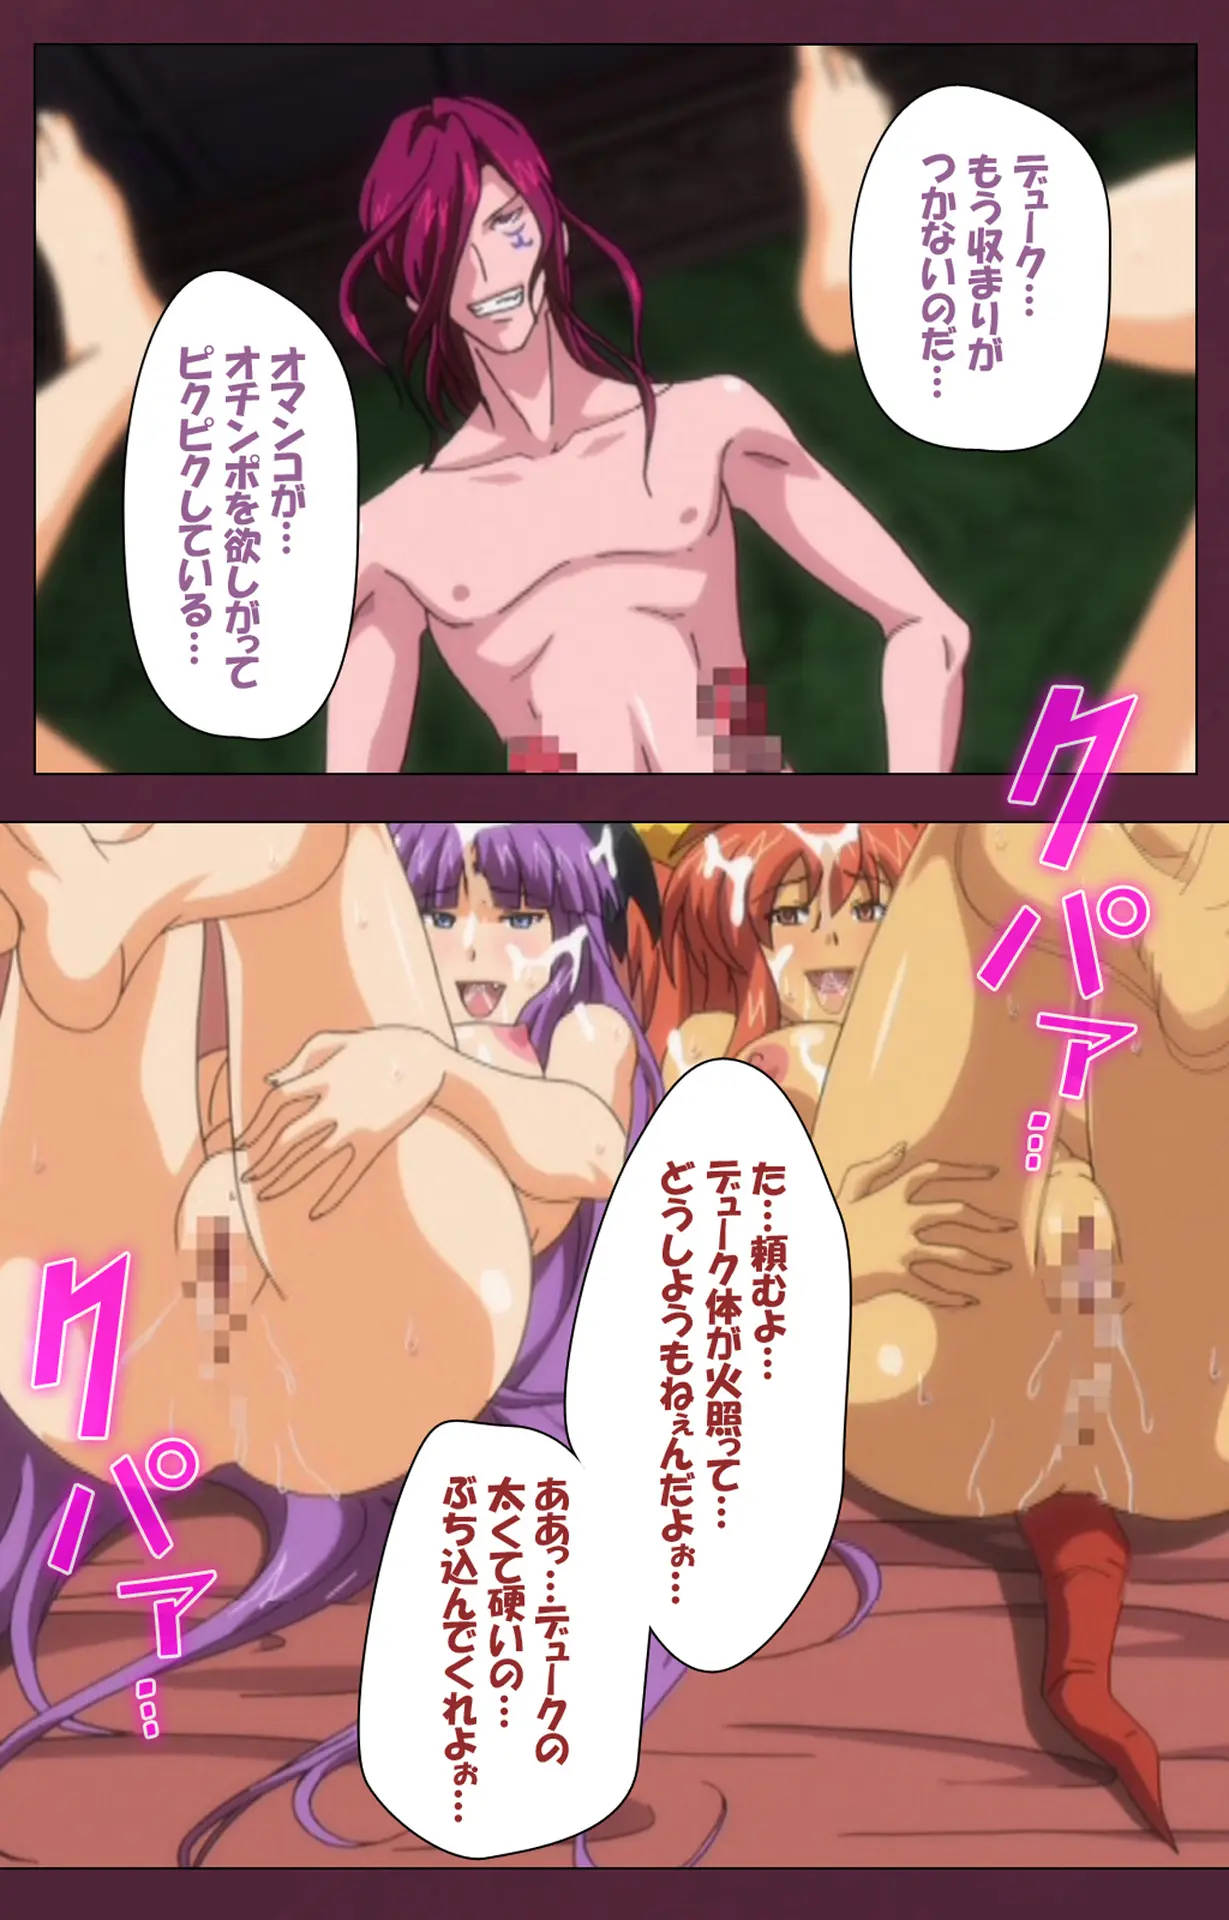 デューク…
もう収まりが
つかないのだ…
オマンコが…
オチンポを欲しがって
ピクピクしている…
クパァ…
た…頼むよ…
デューク体が火照って…
どうしようもねぇんだよぉ…
ああっ…デュークの
太くて硬いの…
ぶち込んでくれよぉ…
クパァ…